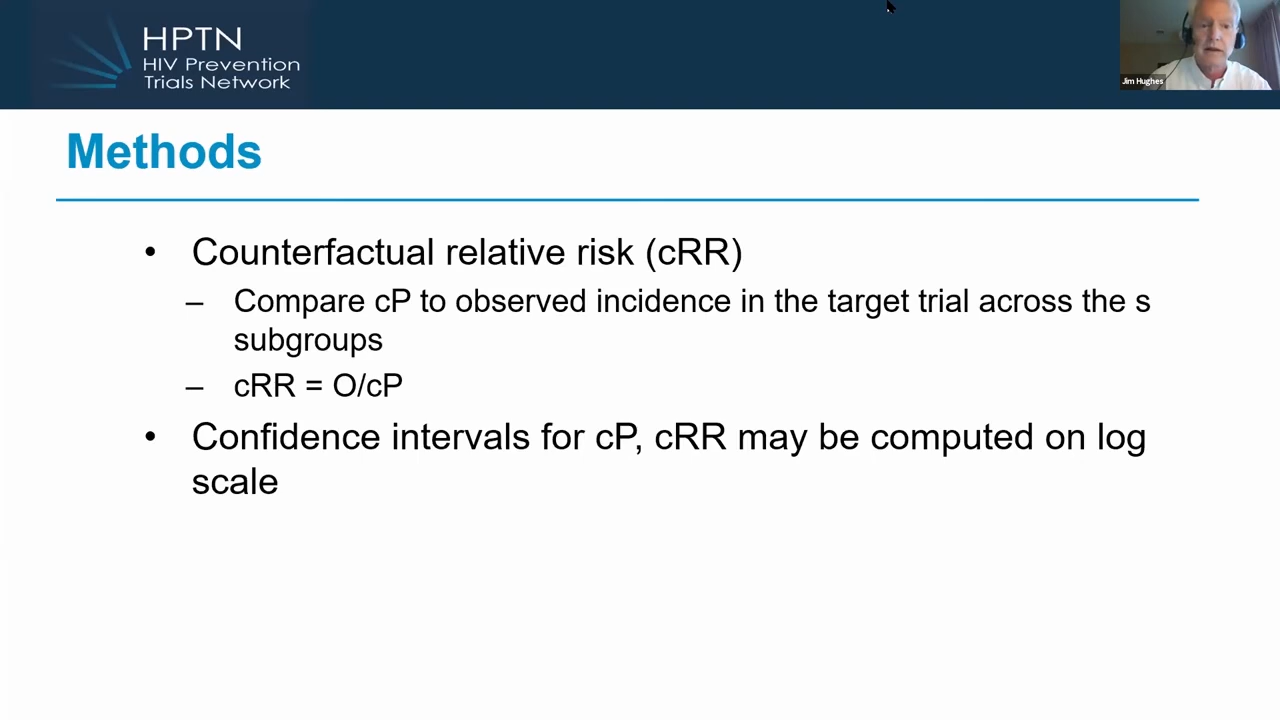 HPTN
HIV Prevention
Trials Network
Jim Hughes
Methods
• Counterfactual relative risk (cRR)
– Compare cP to observed incidence in the target trial across the s
subgroups
– cRR = O/cP
• Confidence intervals for cP, cRR may be computed on log
scale